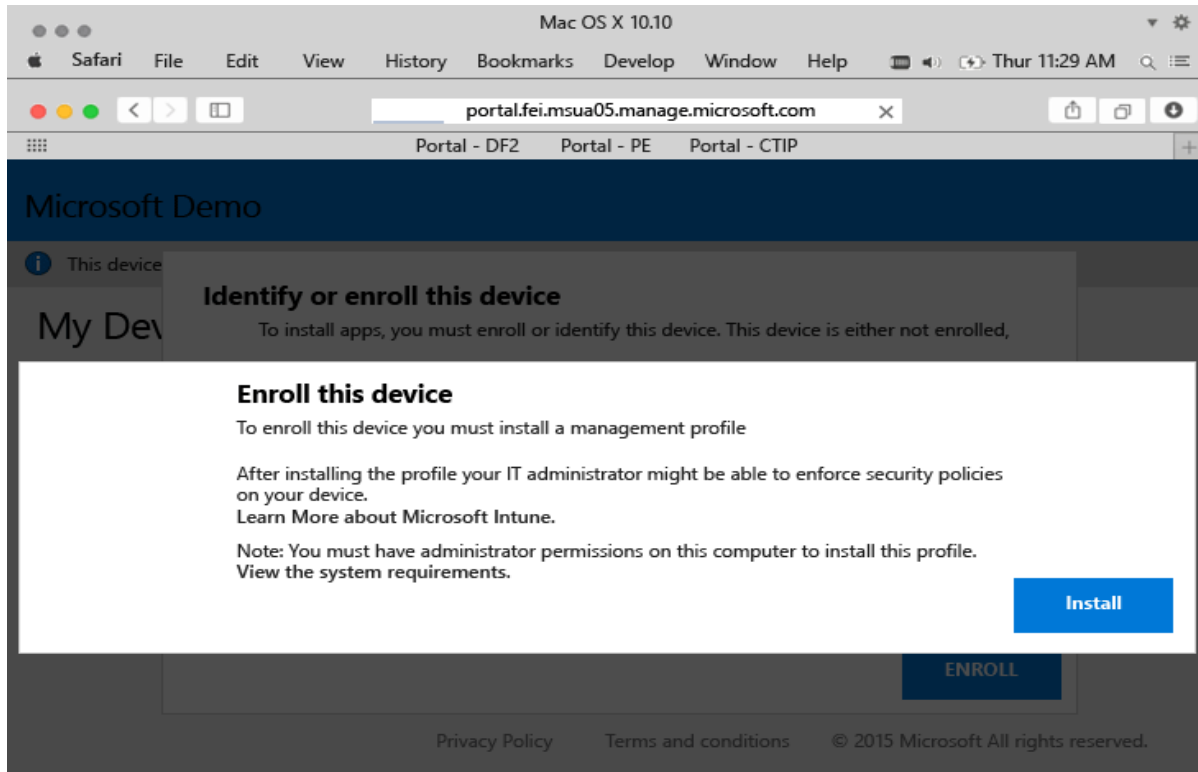 Mac OS X 10.10
Safari File Edit View History Bookmarks Develop Window Help Thur 11:29 AM
portal.fei.msua05.manage.microsoft.com
Portal - DF2 Portal - PE Portal - CTIP
Microsoft Demo
This device
Identify or enroll this device
My Dev
To install apps, you must enroll or identify this device. This device is either not enrolled,
Enroll this device
To enroll this device you must install a management profile
After installing the profile your IT administrator might be able to enforce security policies
on your device.
Learn More about Microsoft Intune.
Note: You must have administrator permissions on this computer to install this profile.
View the system requirements.
Install
ENROLL
Privacy Policy Terms and conditions © 2015 Microsoft All rights reserved.